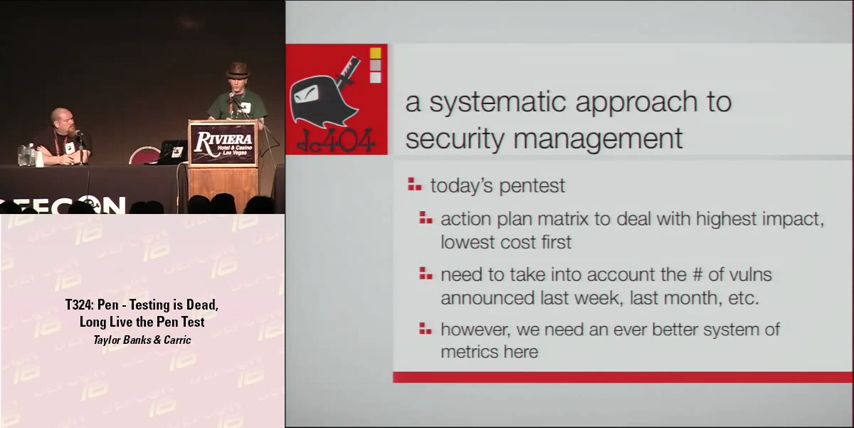 RIVIERA
Hotel & Casino
Las Vegas
DEFCON
T324: Pen - Testing is Dead,
Long Live the Pen Test
Taylor Banks & Carric
dc404
a systematic approach to
security management
today's pentest
action plan matrix to deal with highest impact,
lowest cost first
need to take into account the # of vulns
announced last week, last month, etc.
however, we need an ever better system of
metrics here